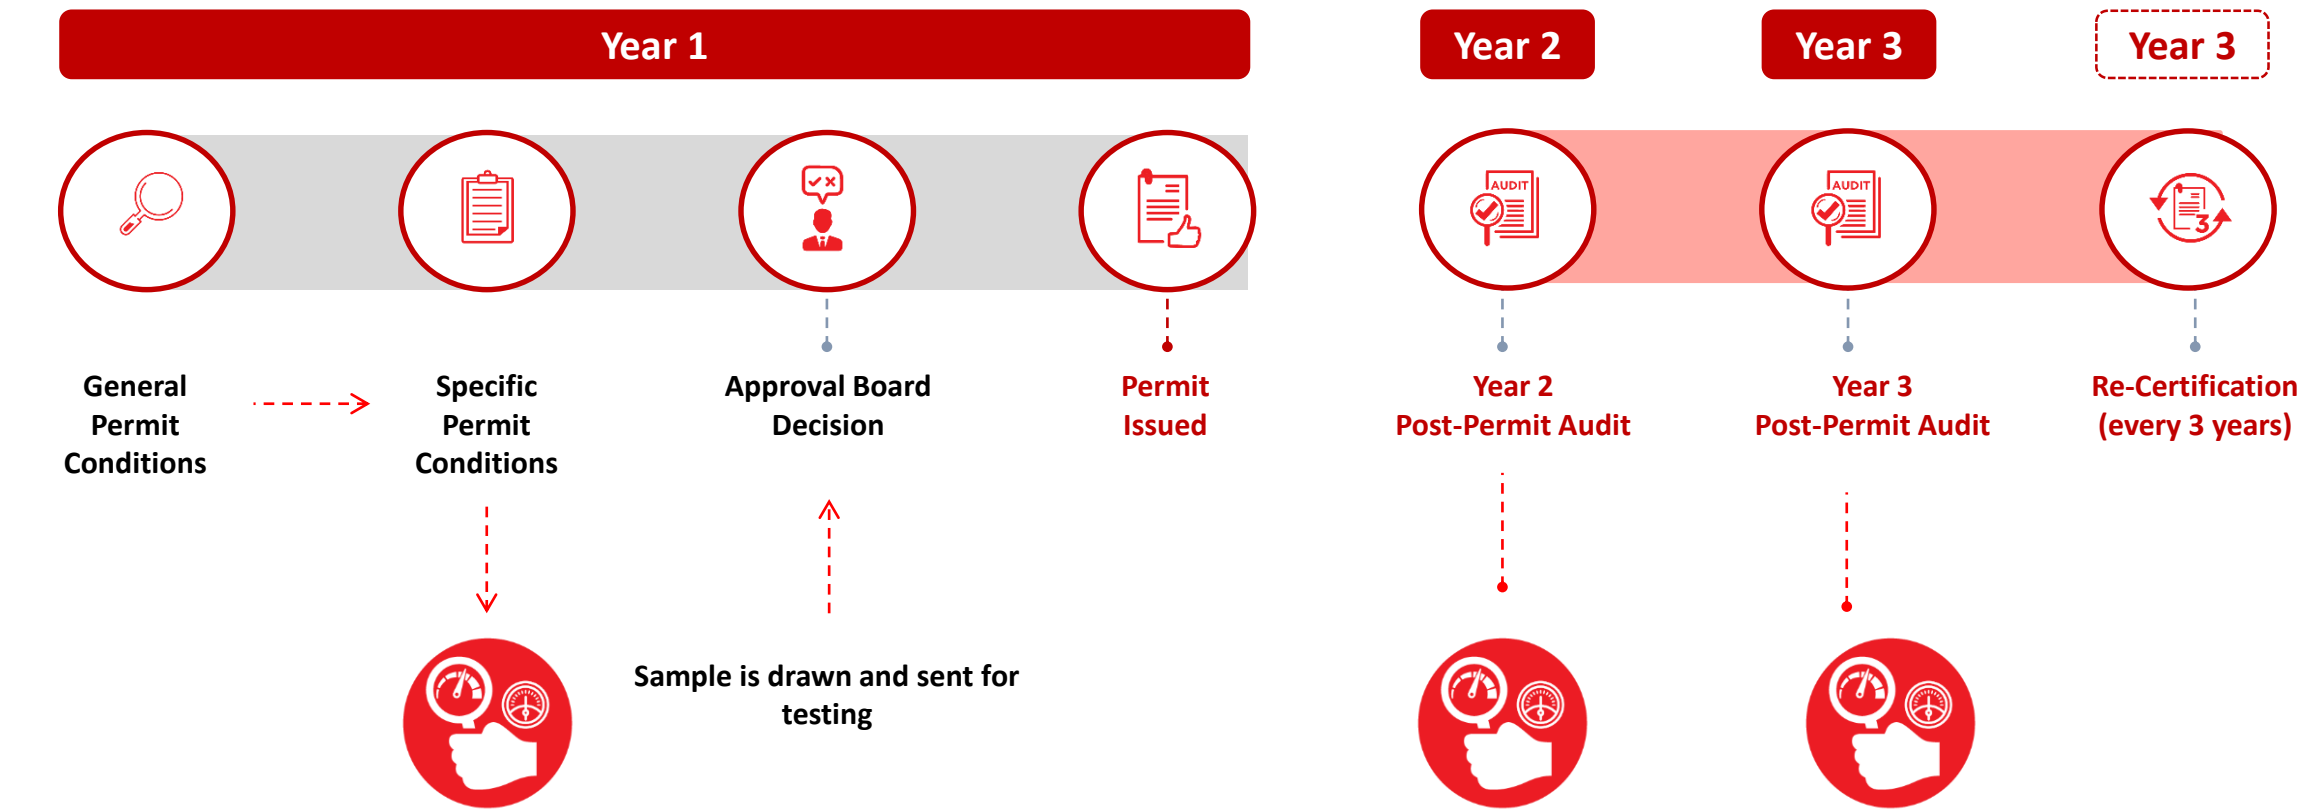 Year 1
Year 2
Year 3
Year 3
AUDIT
AUDIT
3
General
Permit
Conditions
Specific
Permit
Conditions
Approval Board
Decision
Permit
Issued
Year 2
Post-Permit Audit
Year 3
Post-Permit Audit
Re-Certification
(every 3 years)
Sample is drawn and sent for
testing